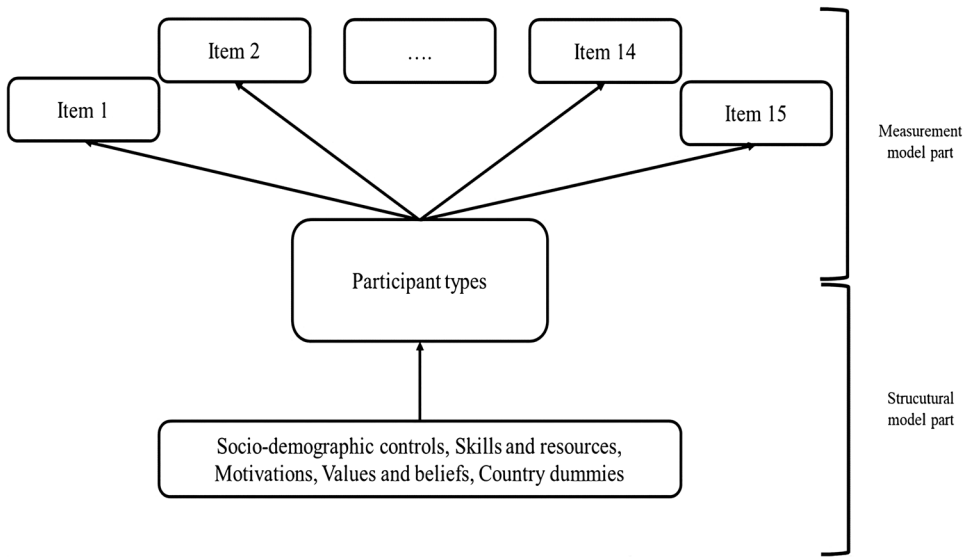 Item 2
....
Item 14
Item 1
Item 15
Measurement
model part
Participant types
Strucutural
model part
Socio-demographic controls, Skills and resources,
Motivations, Values and beliefs, Country dummies